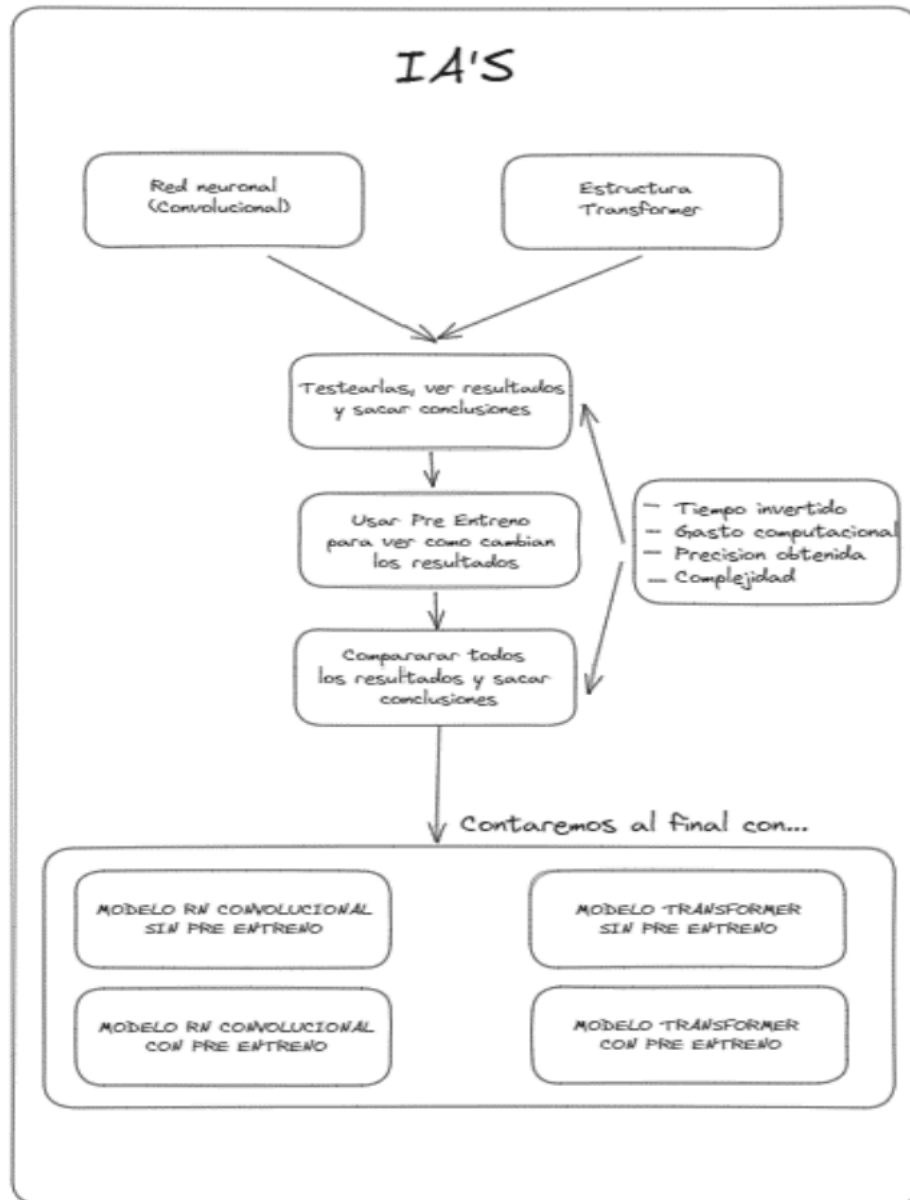 IA'S
Red neuronal
(Convolucional)
Estructura
Transformer
Testearlas, ver resultados
y sacar conclusiones
Usar Pre Entreno
para ver como cambian
los resultados
- Tiempo invertido
- Gasto computacional
- Precision obtenida
- Complejidad
Compararar todos
los resultados y sacar
conclusiones
Contaremos al final con...
MODELO RN CONVOLUCIONAL
SIN PRE ENTRENO
MODELO TRANSFORMER
SIN PRE ENTRENO
MODELO RN CONVOLUCIONAL
CON PRE ENTRENO
MODELO TRANSFORMER
CON PRE ENTRENO